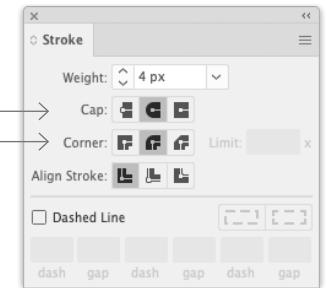 Stroke
Weight: 4 px
Cap:
Corner: Limit: x
Align Stroke:
Dashed Line
dash gap dash gap dash gap